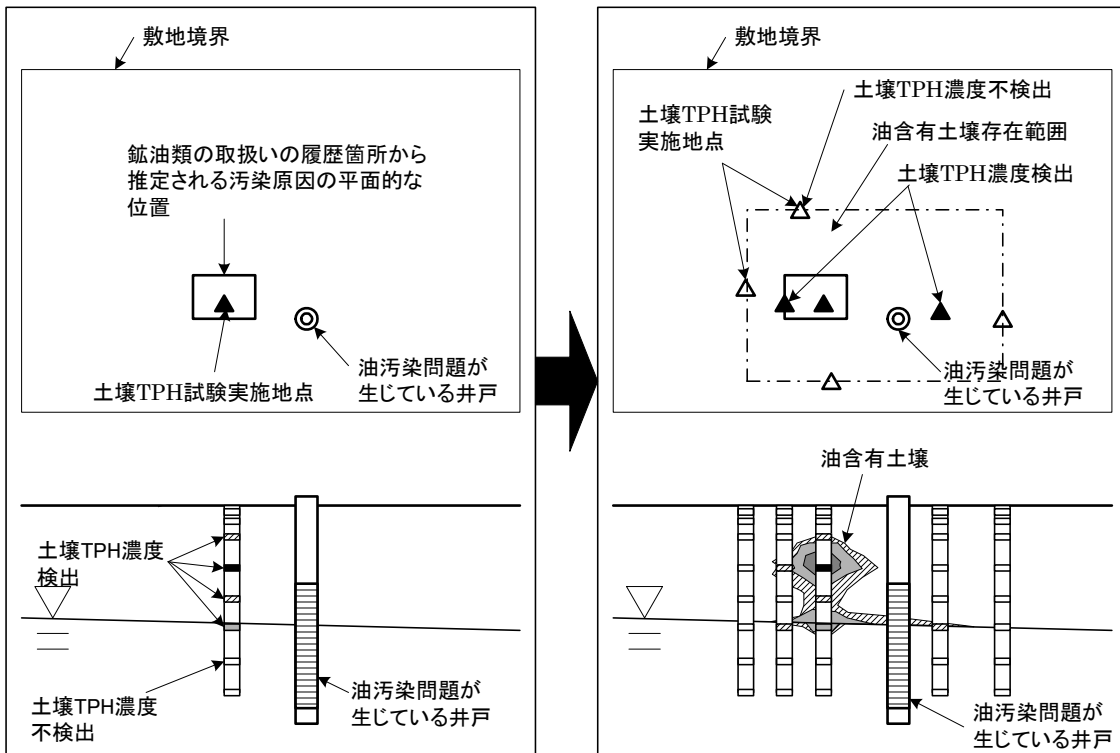 敷地境界
鉱油類の取扱いの履歴箇所から
推定される汚染原因の平面的な
位置
土壌TPH試験実施地点
油汚染問題が
生じている井戸
土壌TPH濃度
検出
土壌TPH濃度
不検出
油汚染問題が
生じている井戸
敷地境界
土壌TPH濃度不検出
土壌TPH試験
実施地点
油含有土壌存在範囲
土壌TPH濃度検出
油汚染問題が
生じている井戸
油含有土壌
油汚染問題が
生じている井戸